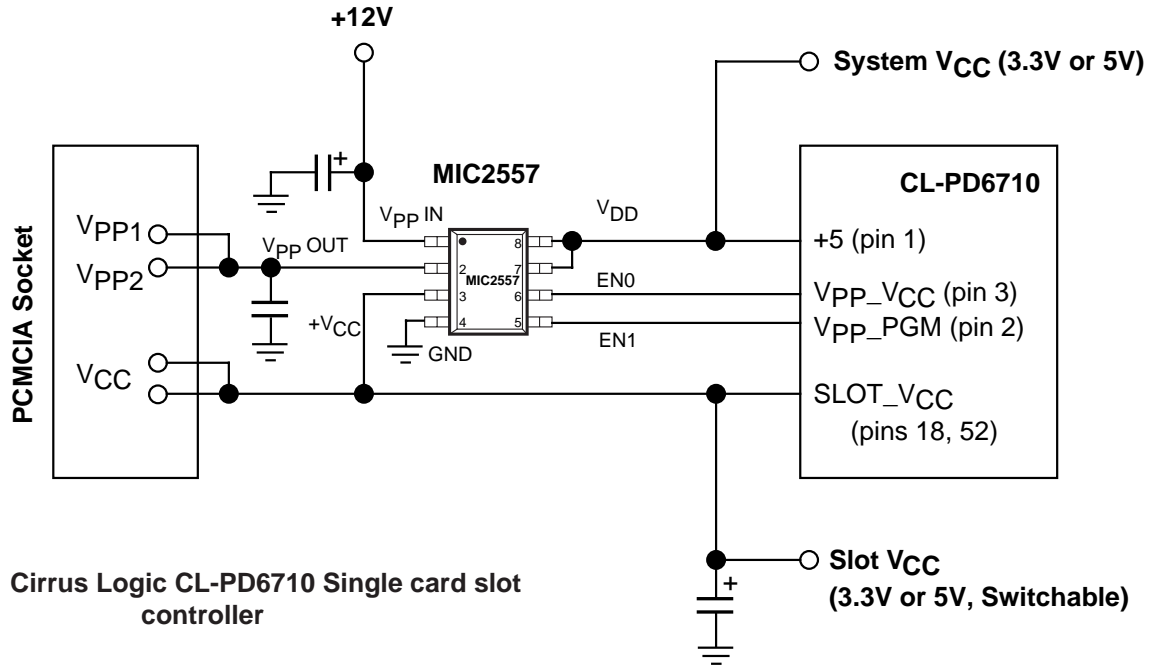 +12V
System VCC (3.3V or 5V)
MIC2557
CL-PD6710
PCMCIA Socket
VPP1
VPP2
VCC
VPP IN
VPP OUT
+VCC
GND
8
2
7
3
6
4
5
MIC2557
VDD
EN0
EN1
+5 (pin 1)
VPP_VCC (pin 3)
VPP_PGM (pin 2)
SLOT_VCC
(pins 18, 52)
+
+
Slot VCC
(3.3V or 5V, Switchable)
Cirrus Logic CL-PD6710 Single card slot
controller